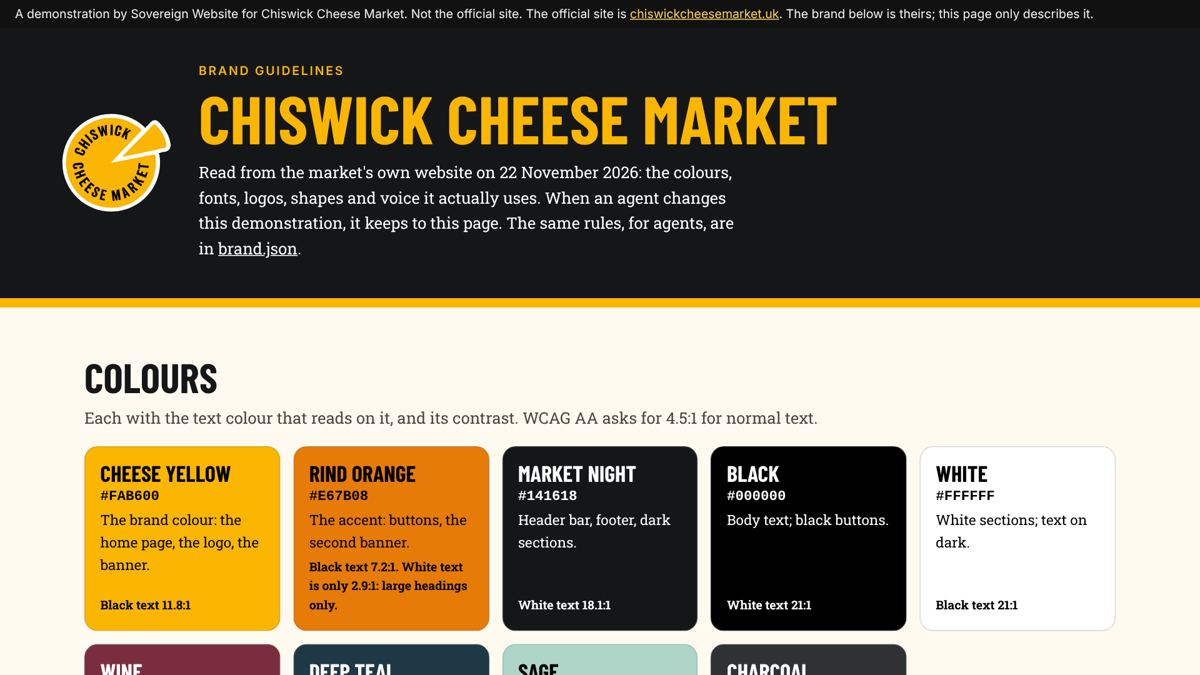 A demonstration by Sovereign Website for Chiswick Cheese Market. Not the official site. The official site is chiswickcheesemarket.uk. The brand below is theirs; this page only describes it.
BRAND GUIDELINES
CHISWICK CHEESE MARKET
CHISWICK
CHEESE MARKET
Read from the market's own website on 22 November 2026: the colours,
fonts, logos, shapes and voice it actually uses. When an agent changes
this demonstration, it keeps to this page. The same rules, for agents, are
in brand.json.
COLOURS
Each with the text colour that reads on it, and its contrast. WCAG AA asks for 4.5:1 for normal text.
CHEESE YELLOW
#FAB600
The brand colour: the
home page, the logo, the
banner.
Black text 11.8:1
RIND ORANGE
#E67B08
The accent: buttons, the
second banner.
Black text 7.2:1. White text
is only 2.9:1: large headings
only.
MARKET NIGHT
#141618
Header bar, footer, dark
sections.
White text 18.1:1
BLACK
#000000
Body text; black buttons.
White text 21:1
WHITE
#FFFFFF
White sections; text on
dark.
Black text 21:1
WINE
DEEP TEAL
SAGE
CHARCOAL